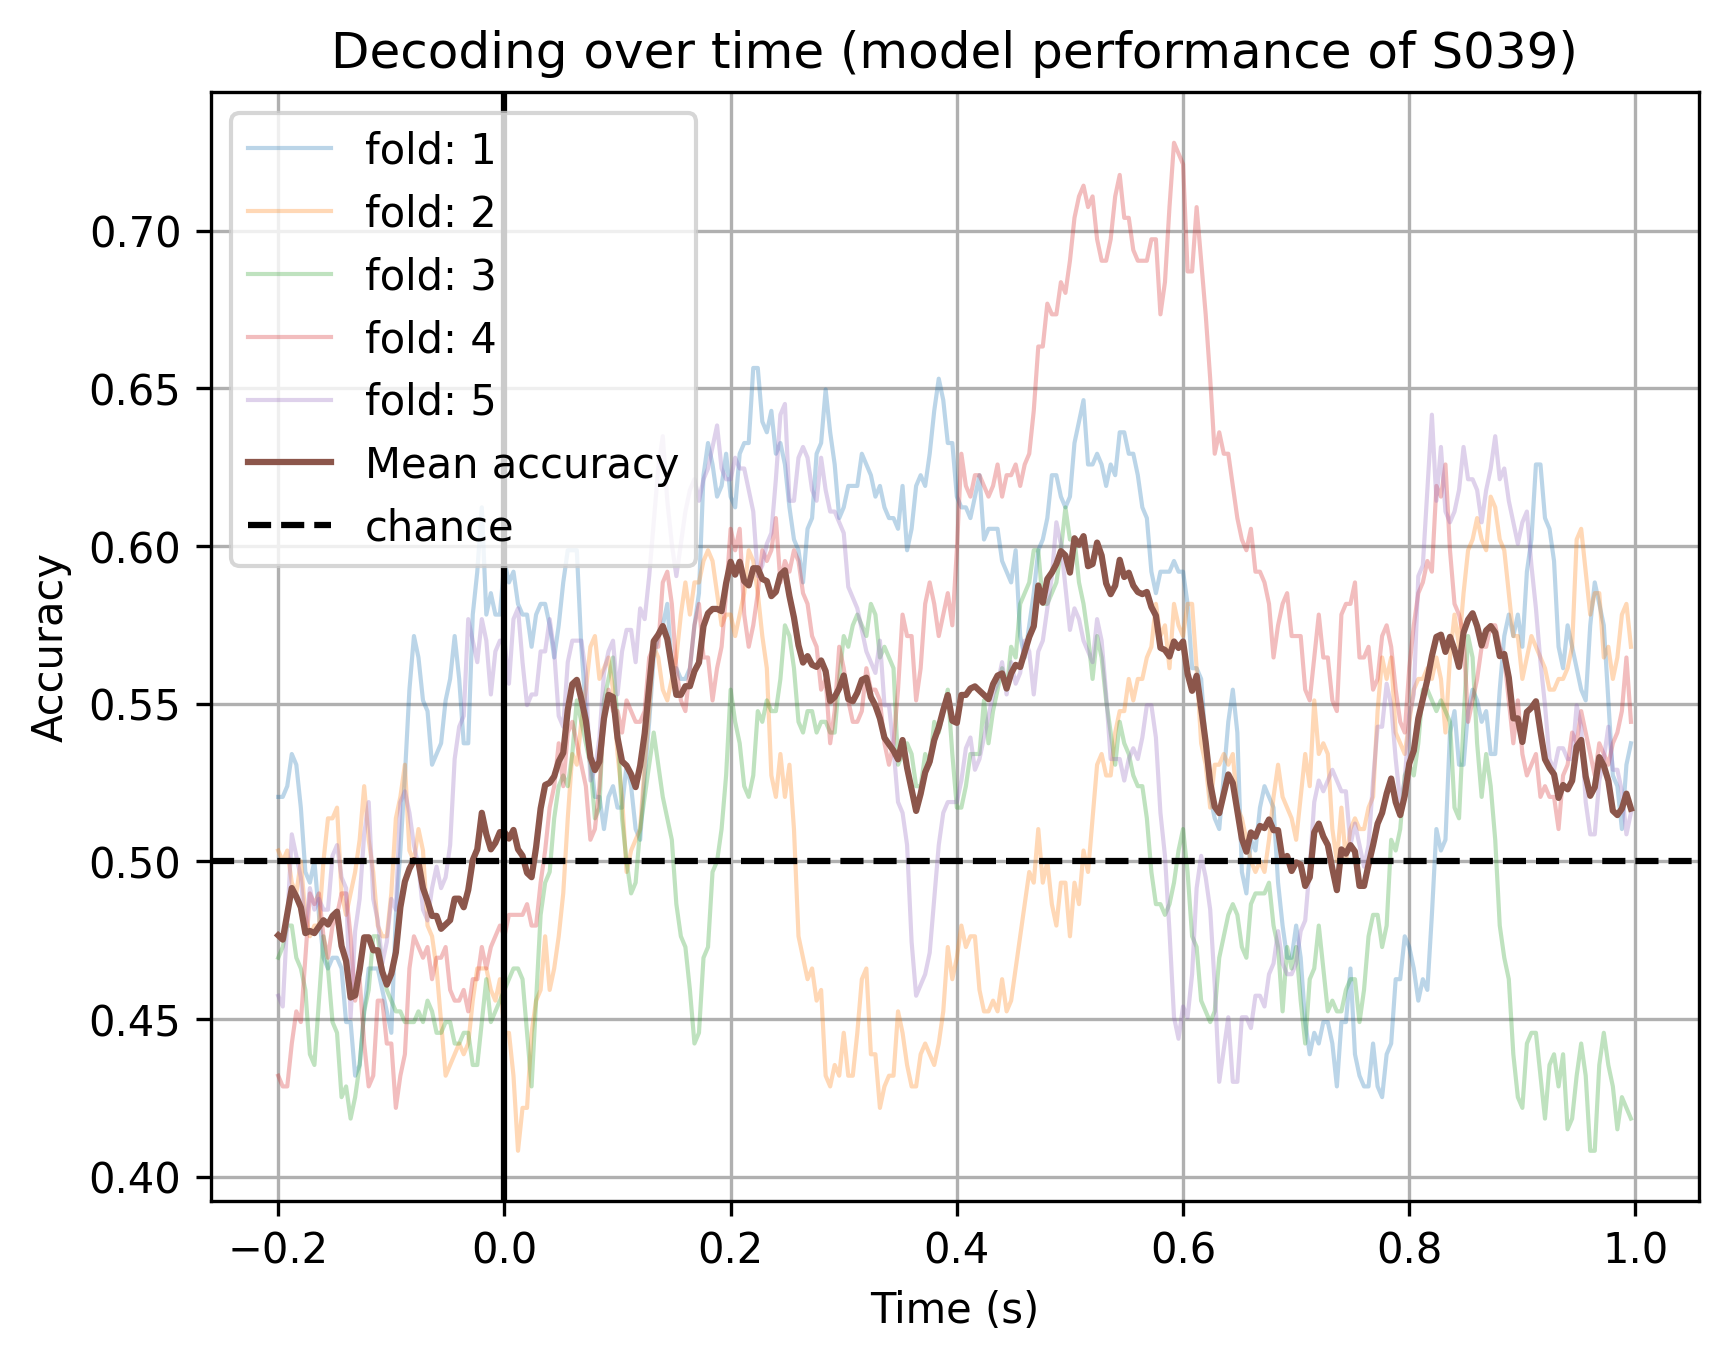 Decoding over time (model performance of S039)
fold: 1
fold: 2
fold: 3
fold: 4
fold: 5
Mean accuracy
chance
Accuracy
0.70
0.65
0.60
0.55
0.50
0.45
0.40
−0.2 0.0 0.2 0.4 0.6 0.8 1.0
Time (s)